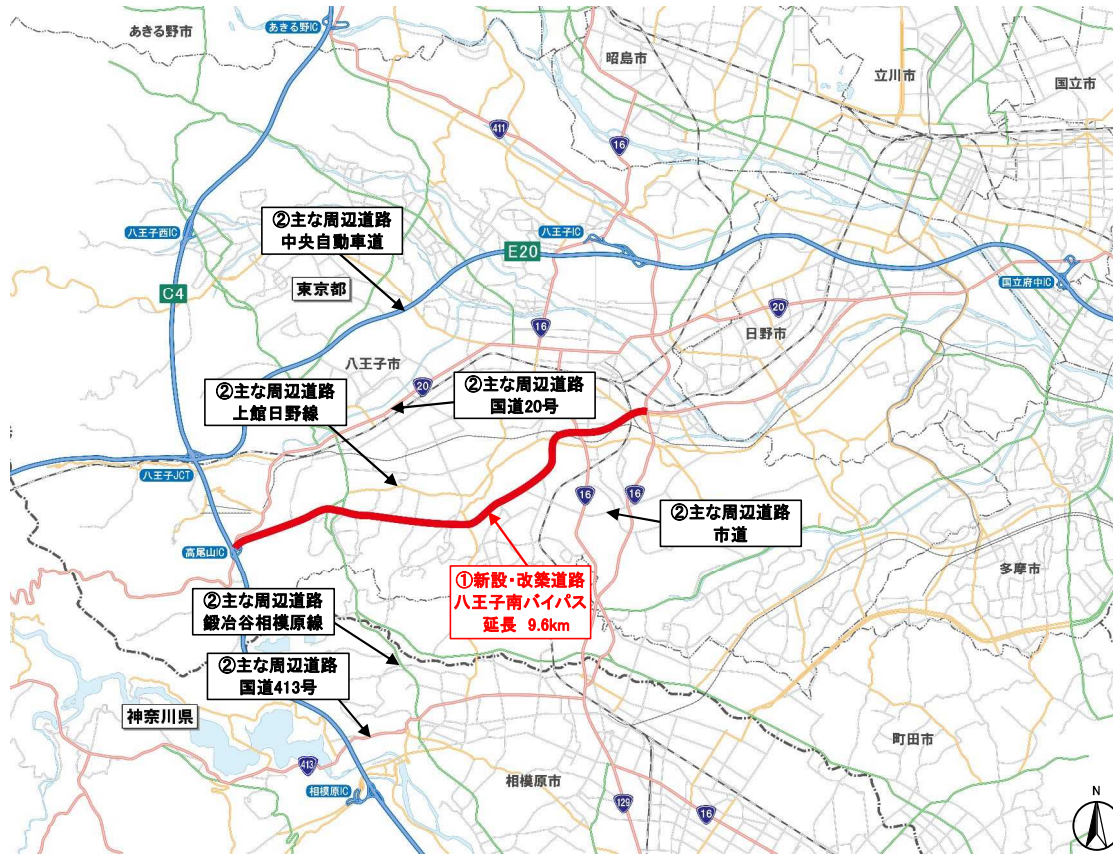 あきる野市
あきる野IC
昭島市
立川市
国立市
411
16
②主な周辺道路
中央自動車道
八王子西IC
八王子IC
E20
C4
東京都
国立府中IC
20
日野市
16
八王子市
20
②主な周辺道路
上館日野線
②主な周辺道路
国道20号
八王子JCT
16
16
②主な周辺道路
市道
高尾山IC
①新設・改築道路
八王子南バイパス
延長 9.6km
多摩市
②主な周辺道路
鍛冶谷相模原線
②主な周辺道路
国道413号
神奈川県
町田市
413
相模原IC
相模原市
129
16
N